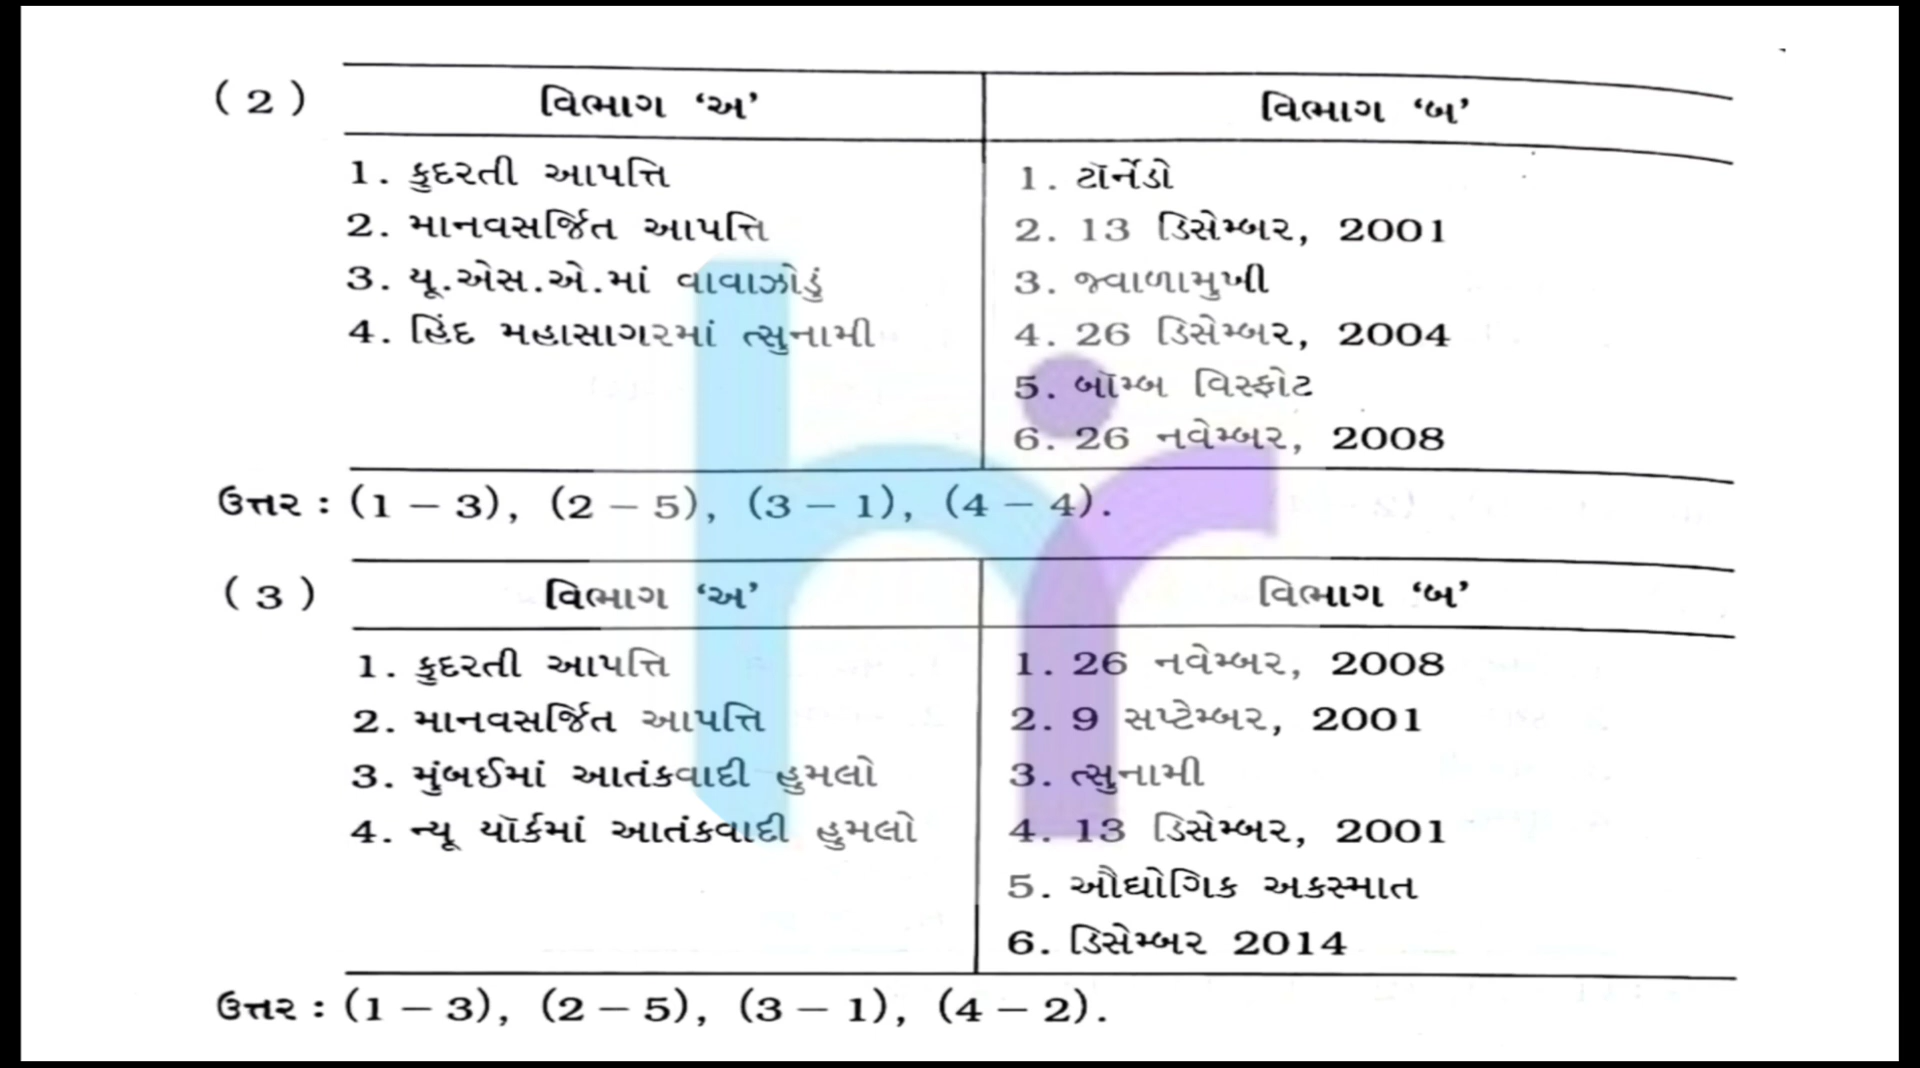 ( 2 ) વિભાગ ‘અ’ વિભાગ ‘બ’
1. કુદરતી આપત્તિ 1. ટૉર્નેડો
2. માનવસર્જિત આપત્તિ 2. 13 ડિસેમ્બર, 2001
3. યૂ.એસ.એ.માં વાવાઝોડું 3. જ્વાળામુખી
4. હિંદ મહાસાગરમાં ત્સુનામી 4. 26 ડિસેમ્બર, 2004
5. બૉમ્બ વિસ્ફોટ
6. 26 નવેમ્બર, 2008
ઉત્તર : (1 – 3), (2 – 5), (3 – 1), (4 – 4).
( 3 ) વિભાગ ‘અ’ વિભાગ ‘બ’
1. કુદરતી આપત્તિ 1. 26 નવેમ્બર, 2008
2. માનવસર્જિત આપત્તિ 2. 9 સપ્ટેમ્બર, 2001
3. મુંબઈમાં આતંકવાદી હુમલો 3. ત્સુનામી
4. ન્યૂ યૉર્કમાં આતંકવાદી હુમલો 4. 13 ડિસેમ્બર, 2001
5. ઔદ્યોગિક અકસ્માત
6. ડિસેમ્બર 2014
ઉત્તર : (1 – 3), (2 – 5), (3 – 1), (4 – 2).
hr